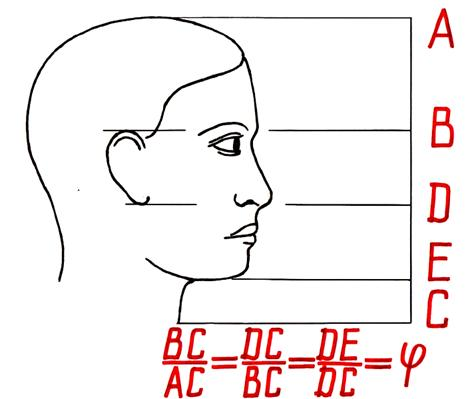 A
B
D
E
C
BC/AC = DC/BC = DE/DC = φ